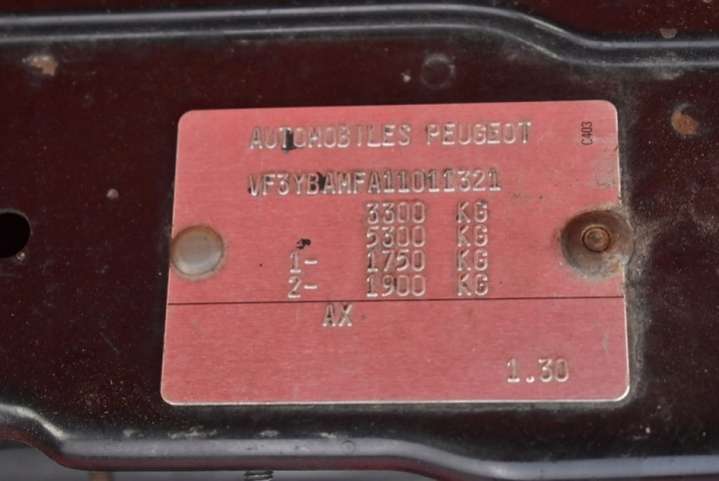 AUTOMOBILES PEUGEOT
C403
VF3YBAMFA11011321
3300 KG
5300 KG
1- 1750 KG
2- 1900 KG
AX
1.30